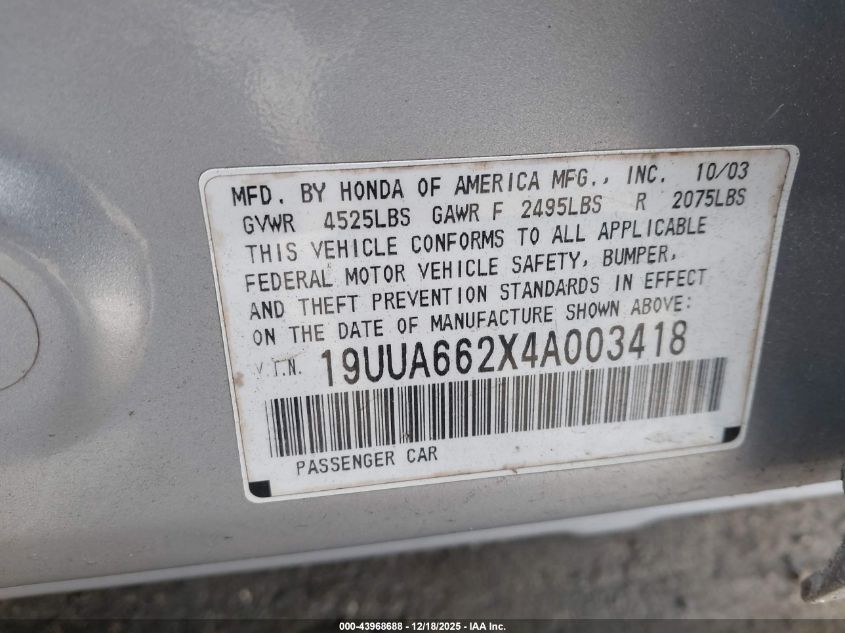 MFD. BY HONDA OF AMERICA MFG., INC. 10/03
GVWR 4525LBS GAWR F 2495LBS R 2075LBS
THIS VEHICLE CONFORMS TO ALL APPLICABLE
FEDERAL MOTOR VEHICLE SAFETY, BUMPER,
AND THEFT PREVENTION STANDARDS IN EFFECT
ON THE DATE OF MANUFACTURE SHOWN ABOVE:
V.I.N. 19UUA662X4A003418
PASSENGER CAR
000-43968688 - 12/18/2025 - IAA Inc.